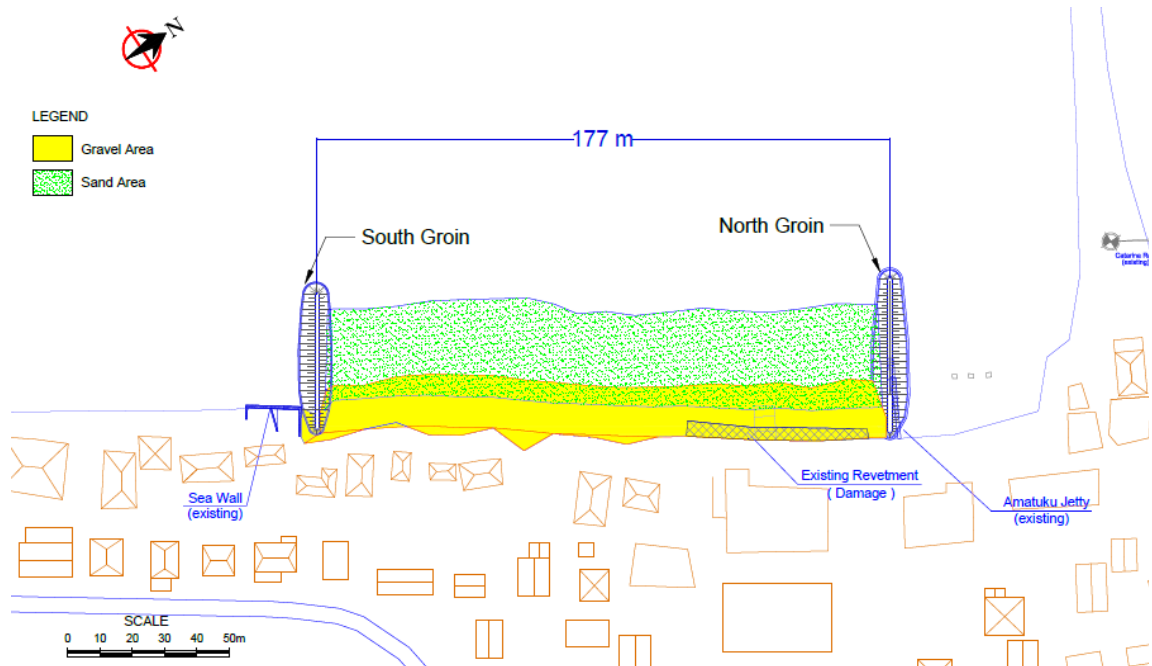 N
LEGEND
Gravel Area
Sand Area
177 m
South Groin
North Groin
(existing)
Sea Wall
(existing)
Existing Revetment
( Damage )
Amatuku Jetty
(existing)
SCALE
0 10 20 30 40 50m